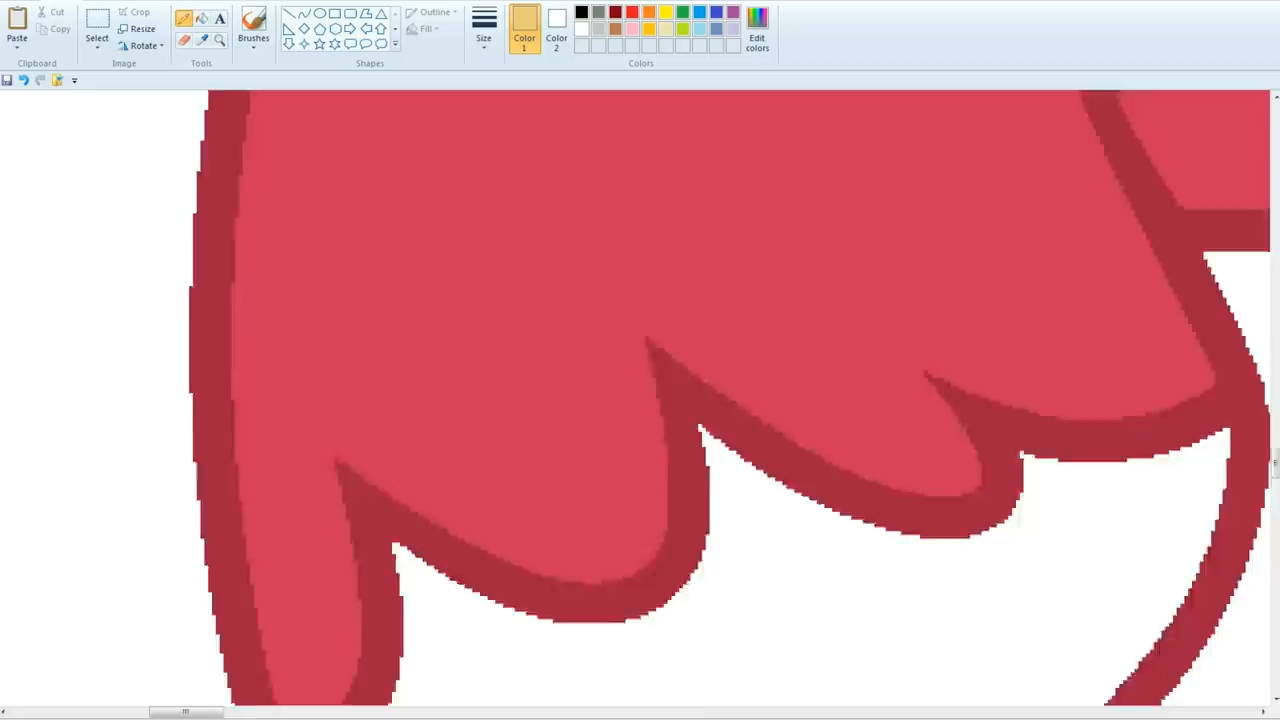 Paste
Cut
Copy
Clipboard
Select
Crop
Resize
Rotate
Image
A
Tools
Brushes
Shapes
Outline
Fill
Size
Color
1
Color
2
Colors
Edit
colors